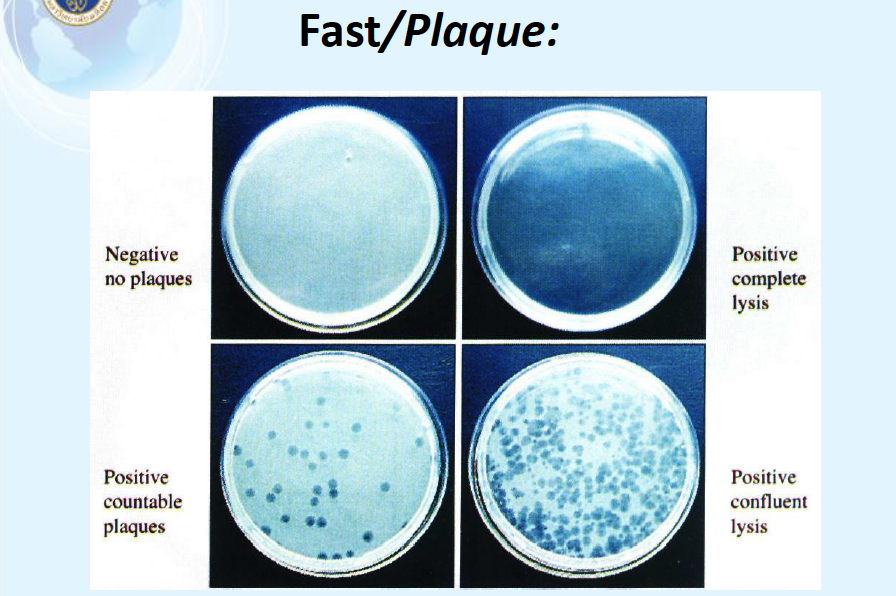 Fast/Plaque:
Negative
no plaques
Positive
complete
lysis
Positive
countable
plaques
Positive
confluent
lysis